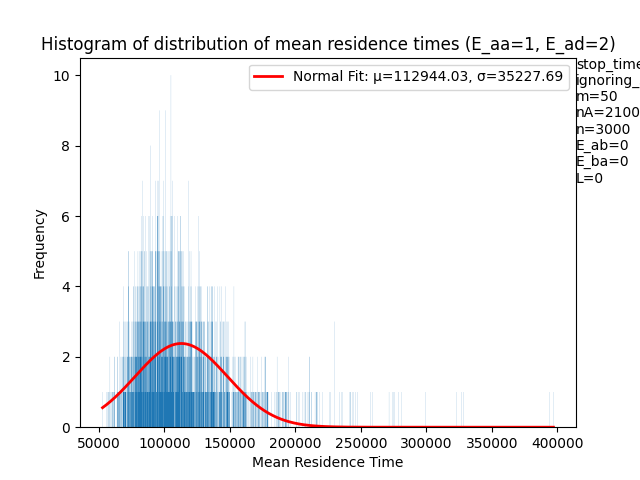 Histogram of distribution of mean residence times (E_aa=1, E_ad=2)
Normal Fit: μ=112944.03, σ=35227.69
stop_time
ignoring_
m=50
nA=2100
n=3000
E_ab=0
E_ba=0
L=0
10
8
6
4
2
0
Frequency
50000 100000 150000 200000 250000 300000 350000 400000
Mean Residence Time